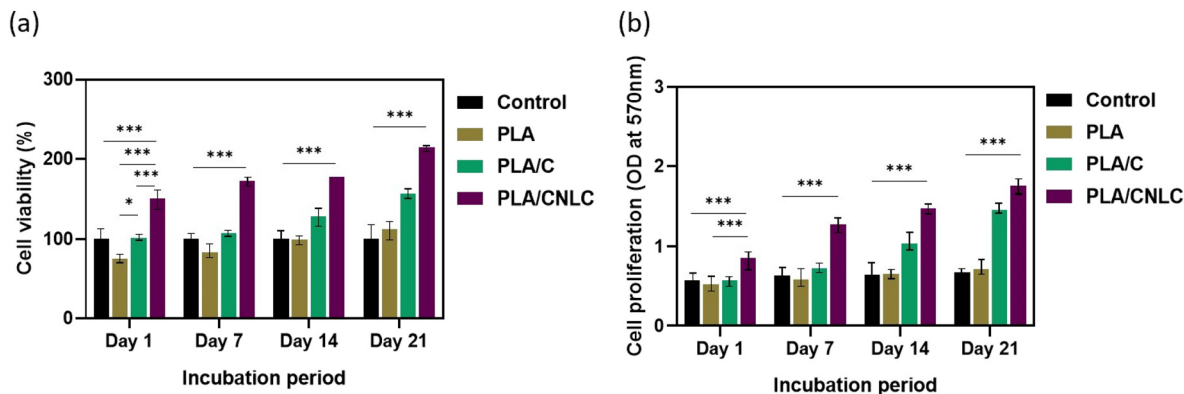 (a)
Cell viability (%)
300
200
100
0
***
***
***
*
***
***
***
Day 1 Day 7 Day 14 Day 21
Incubation period
Control
PLA
PLA/C
PLA/CNLC
(b)
Cell proliferation (OD at 570nm)
3
2
1
0
***
***
***
***
***
Day 1 Day 7 Day 14 Day 21
Incubation period
Control
PLA
PLA/C
PLA/CNLC